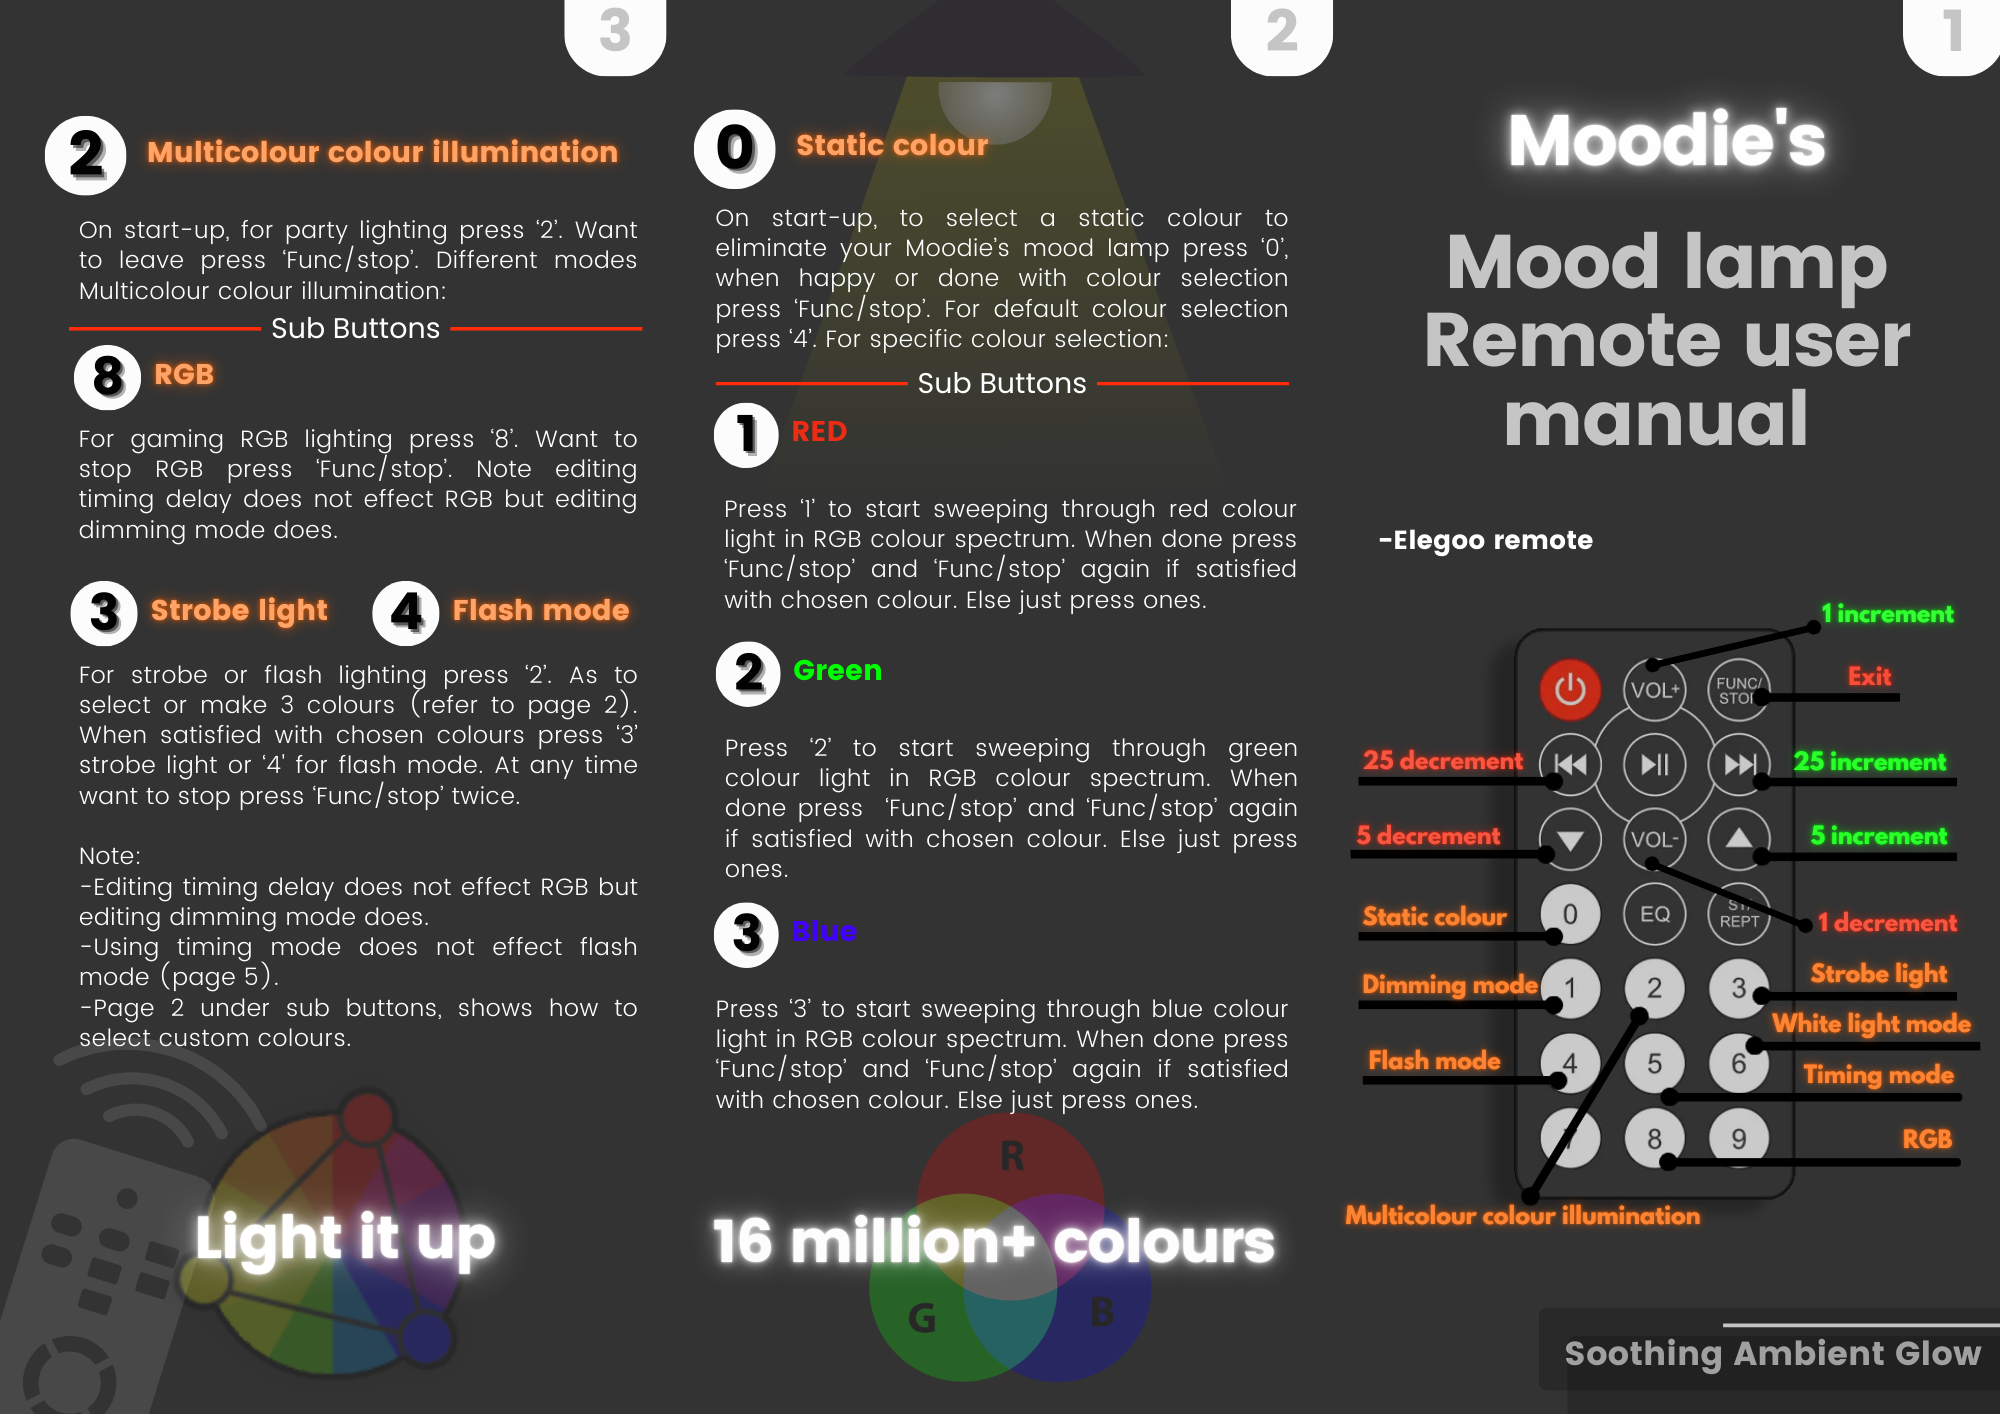 3
2
Multicolour colour illumination
On start-up, for party lighting press ‘2’. Want
to leave press ‘Func/stop’. Different modes
Multicolour colour illumination:
Sub Buttons
8
RGB
For gaming RGB lighting press ‘8’. Want to
stop RGB press ‘Func/stop’. Note editing
timing delay does not effect RGB but editing
dimming mode does.
3
Strobe light
4
Flash mode
For strobe or flash lighting press ‘2’. As to
select or make 3 colours (refer to page 2).
When satisfied with chosen colours press ‘3’
strobe light or ‘4' for flash mode. At any time
want to stop press ‘Func/stop’ twice.
Note:
-Editing timing delay does not effect RGB but
editing dimming mode does.
-Using timing mode does not effect flash
mode (page 5).
-Page 2 under sub buttons, shows how to
select custom colours.
Light it up
2
0
Static colour
On start-up, to select a static colour to
eliminate your Moodie’s mood lamp press ‘0’,
when happy or done with colour selection
press ‘Func/stop’. For default colour selection
press ‘4’. For specific colour selection:
Sub Buttons
1
RED
Press ‘1’ to start sweeping through red colour
light in RGB colour spectrum. When done press
‘Func/stop’ and ‘Func/stop’ again if satisfied
with chosen colour. Else just press ones.
2
Green
Press ‘2’ to start sweeping through green
colour light in RGB colour spectrum. When
done press ‘Func/stop’ and ‘Func/stop’ again
if satisfied with chosen colour. Else just press
ones.
3
Blue
Press ‘3’ to start sweeping through blue colour
light in RGB colour spectrum. When done press
‘Func/stop’ and ‘Func/stop’ again if satisfied
with chosen colour. Else just press ones.
R
16 million+ colours
G
B
1
Moodie's
Mood lamp
Remote user
manual
-Elegoo remote
1 increment
VOL+
FUNC/
STOP
Exit
25 decrement
25 increment
5 decrement
VOL-
5 increment
Static colour
0
EQ
ST/
REPT
1 decrement
Dimming mode
1
2
3
Strobe light
White light mode
Flash mode
4
5
6
Timing mode
7
8
9
RGB
Multicolour colour illumination
Soothing Ambient Glow